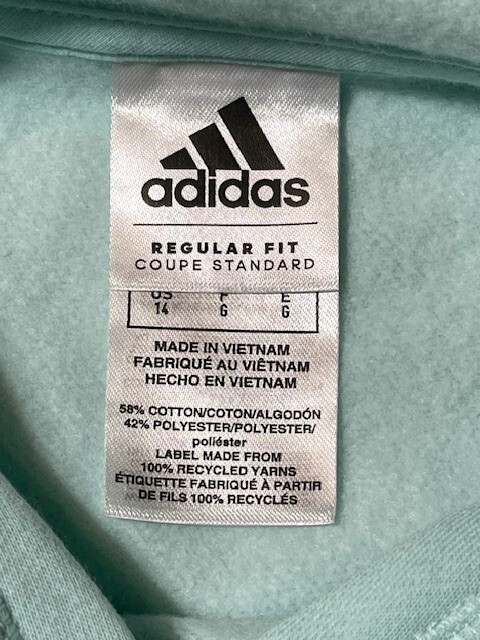 adidas
REGULAR FIT
COUPE STANDARD
US F E
14 G G
MADE IN VIETNAM
FABRIQUÉ AU VIÊTNAM
HECHO EN VIETNAM
58% COTTON/COTON/ALGODÓN
42% POLYESTER/POLYESTER/
poliéster
LABEL MADE FROM
100% RECYCLED YARNS
ÉTIQUETTE FABRIQUÉ À PARTIR
DE FILS 100% RECYCLÉS